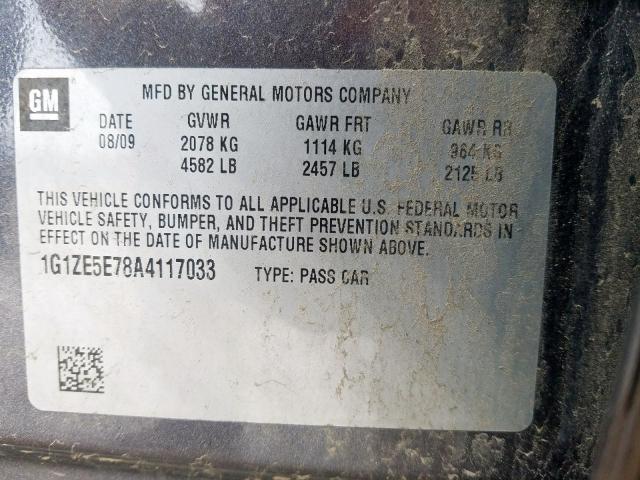 GM
MFD BY GENERAL MOTORS COMPANY
DATE GVWR GAWR FRT GAWR RR
08/09 2078 KG 1114 KG 964 KG
4582 LB 2457 LB 2125 LB
THIS VEHICLE CONFORMS TO ALL APPLICABLE U.S. FEDERAL MOTOR
VEHICLE SAFETY, BUMPER, AND THEFT PREVENTION STANDARDS IN
EFFECT ON THE DATE OF MANUFACTURE SHOWN ABOVE.
1G1ZE5E78A4117033 TYPE: PASS CAR